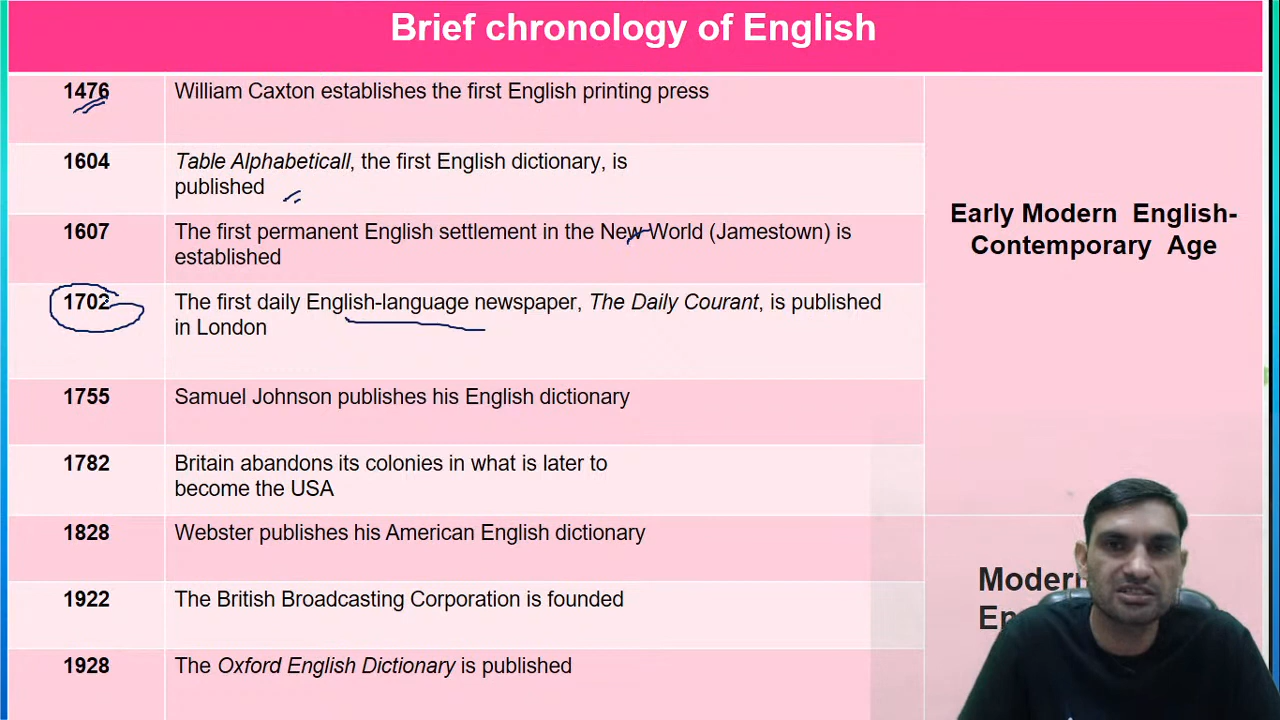 Brief chronology of English
1476 William Caxton establishes the first English printing press
1604 Table Alphabeticall, the first English dictionary, is
published
Early Modern English-
Contemporary Age
1607 The first permanent English settlement in the New World (Jamestown) is
established
1702 The first daily English-language newspaper, The Daily Courant, is published
in London
1755 Samuel Johnson publishes his English dictionary
1782 Britain abandons its colonies in what is later to
become the USA
1828 Webster publishes his American English dictionary
Modern
1922 The British Broadcasting Corporation is founded
1928 The Oxford English Dictionary is published